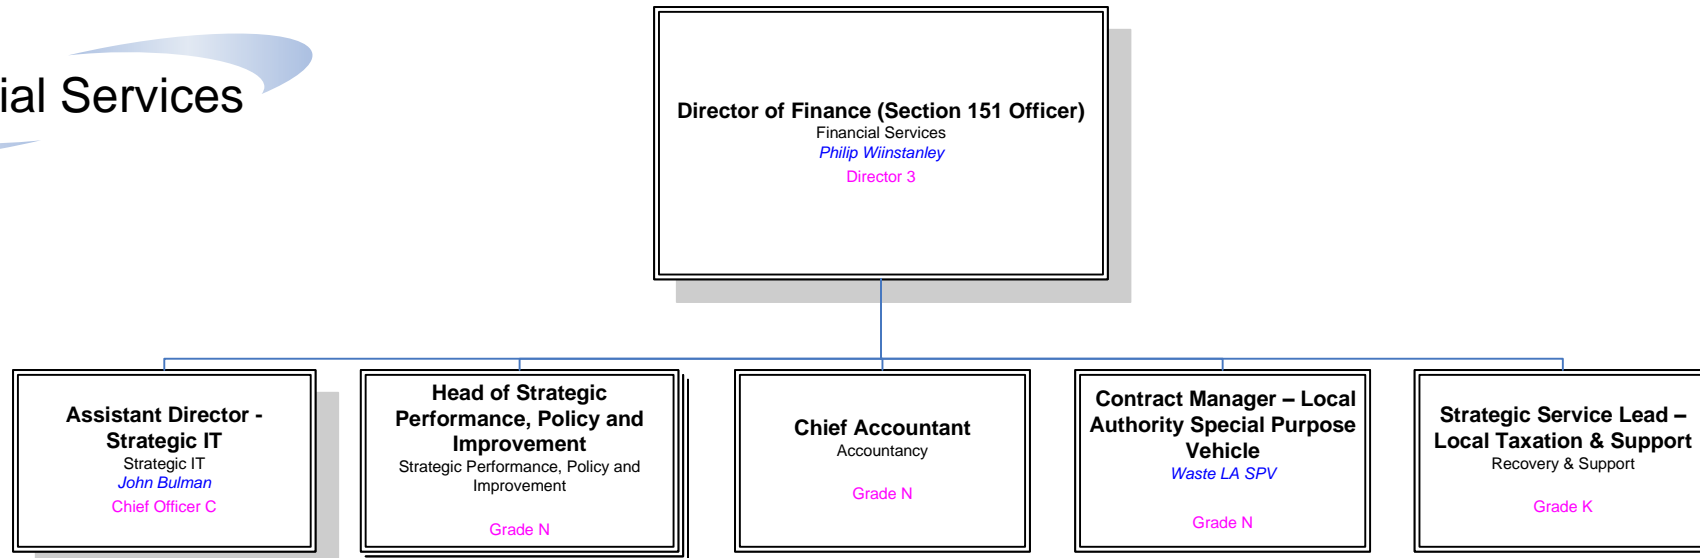 ial Services
Director of Finance (Section 151 Officer)
Financial Services
Philip Wiinstanley
Director 3
Assistant Director -
Strategic IT
Strategic IT
John Bulman
Chief Officer C
Head of Strategic
Performance, Policy and
Improvement
Strategic Performance, Policy and
Improvement
Grade N
Chief Accountant
Accountancy
Grade N
Contract Manager – Local
Authority Special Purpose
Vehicle
Waste LA SPV
Grade N
Strategic Service Lead –
Local Taxation & Support
Recovery & Support
Grade K